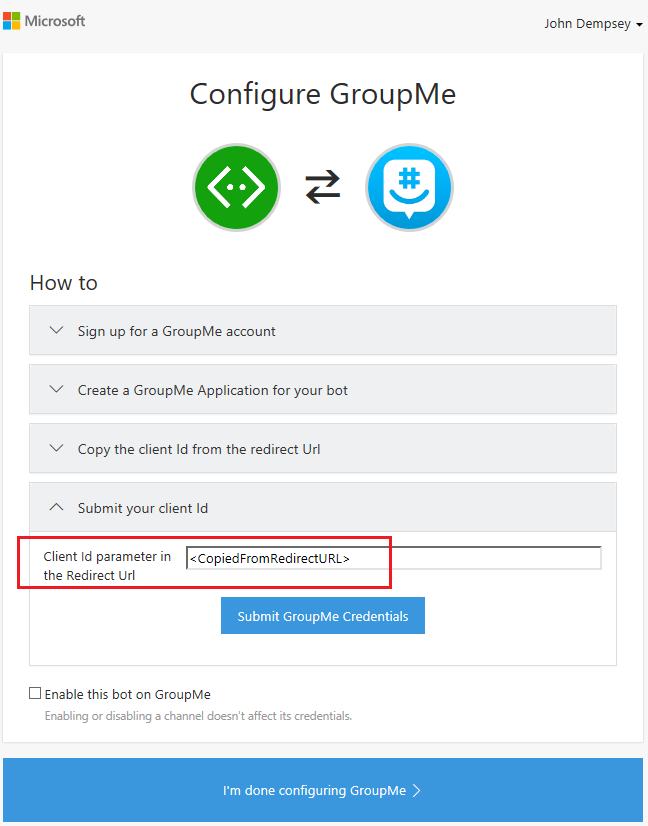 Microsoft
John Dempsey
Configure GroupMe
How to
Sign up for a GroupMe account
Create a GroupMe Application for your bot
Copy the client Id from the redirect Url
Submit your client Id
Client Id parameter in
the Redirect Url
<CopiedFromRedirectURL>
Submit GroupMe Credentials
Enable this bot on GroupMe
Enabling or disabling a channel doesn't affect its credentials.
I'm done configuring GroupMe